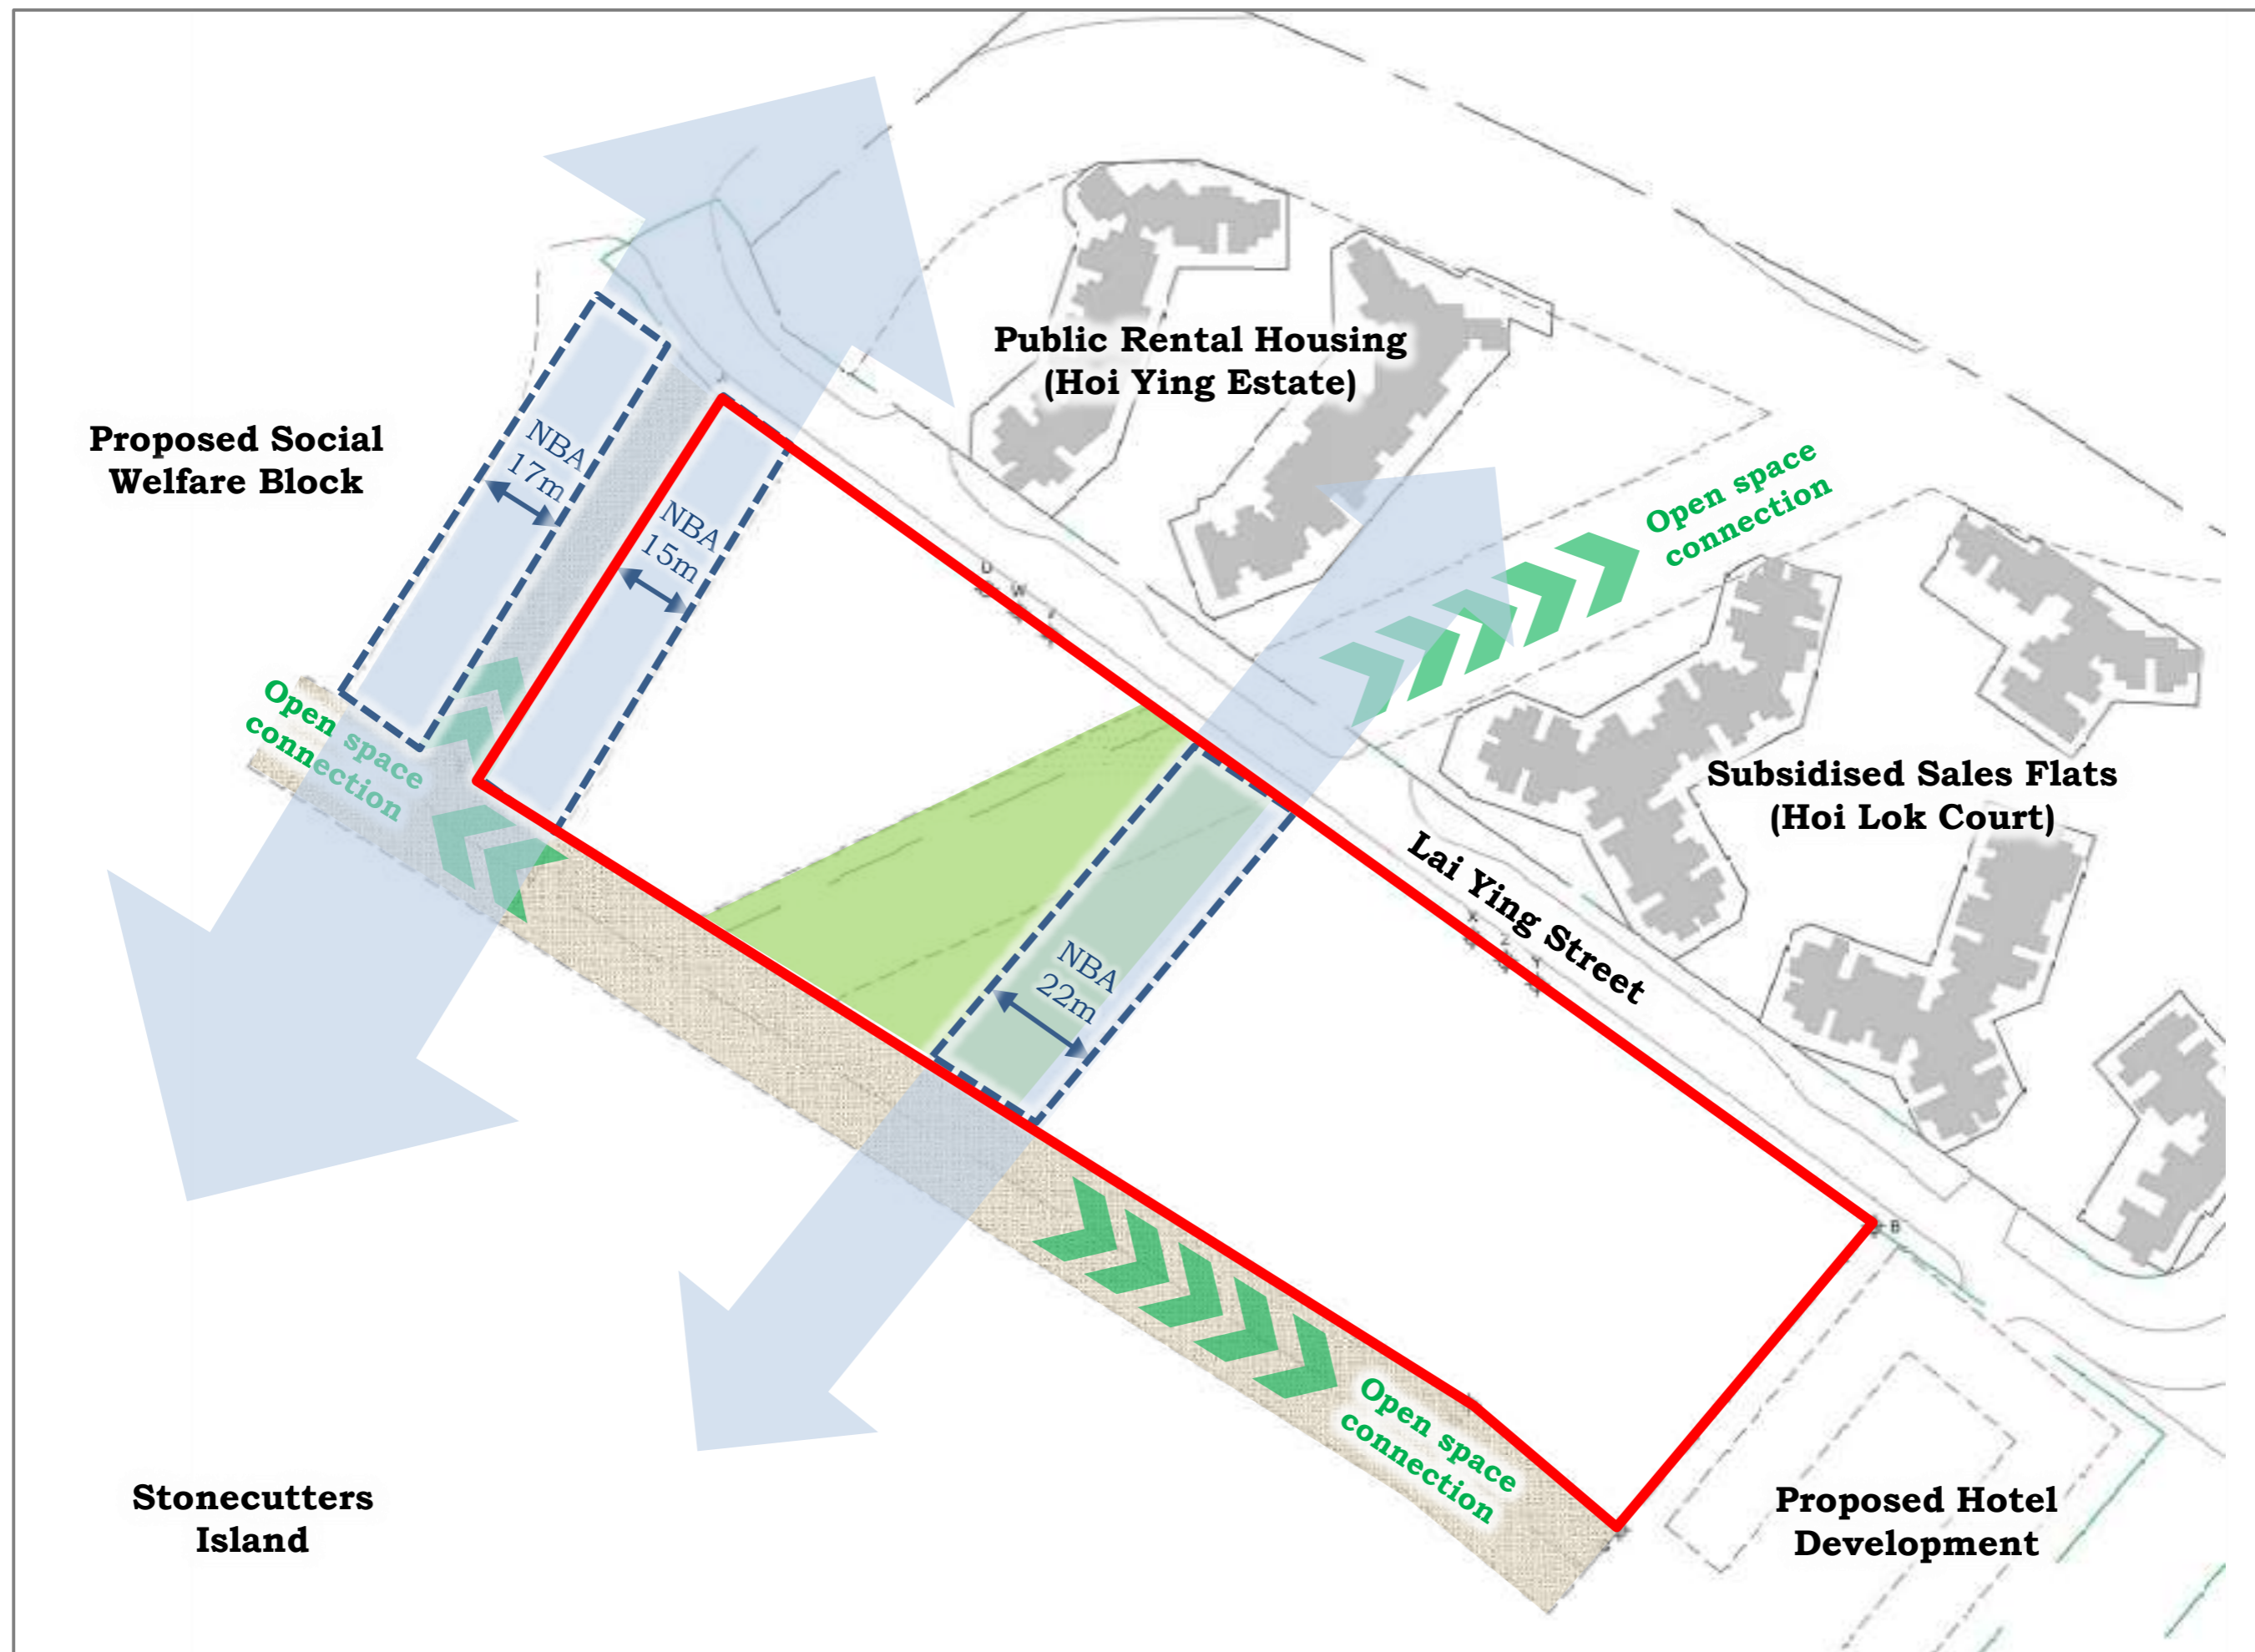 Public Rental Housing
(Hoi Ying Estate)
Proposed Social
Welfare Block
NBA
17m
NBA
15m
Open space
connection
D
W
Open space
connection
Subsidised Sales Flats
(Hoi Lok Court)
Lai Ying Street
X
Z
Y
NBA
22m
B
Open space
connection
Stonecutters
Island
Proposed Hotel
Development